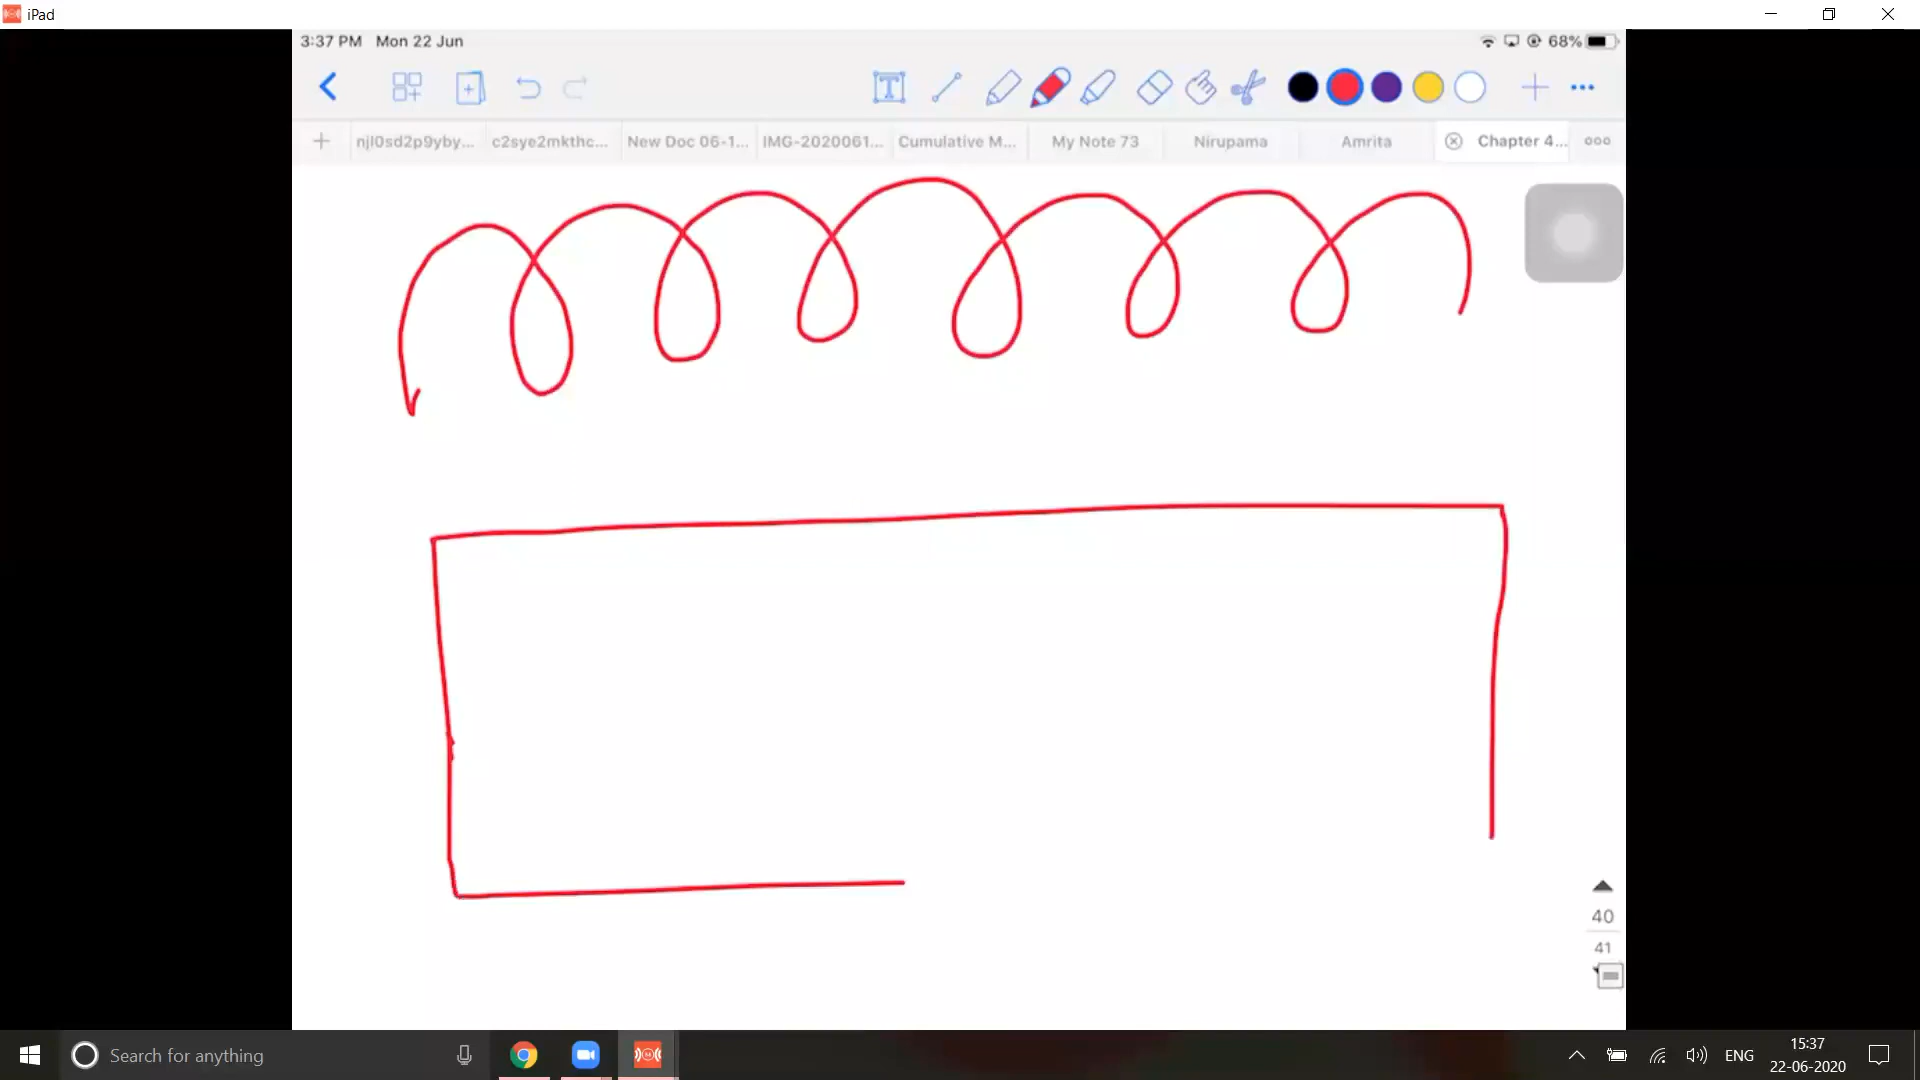 iPad
3:37 PM Mon 22 Jun 68%
T
njl0sd2p9yby... c2sye2mkthc... New Doc 06-1... IMG-2020061... Cumulative M... My Note 73 Nirupama Amrita Chapter 4...
40
41
Search for anything
ENG
15:37
22-06-2020